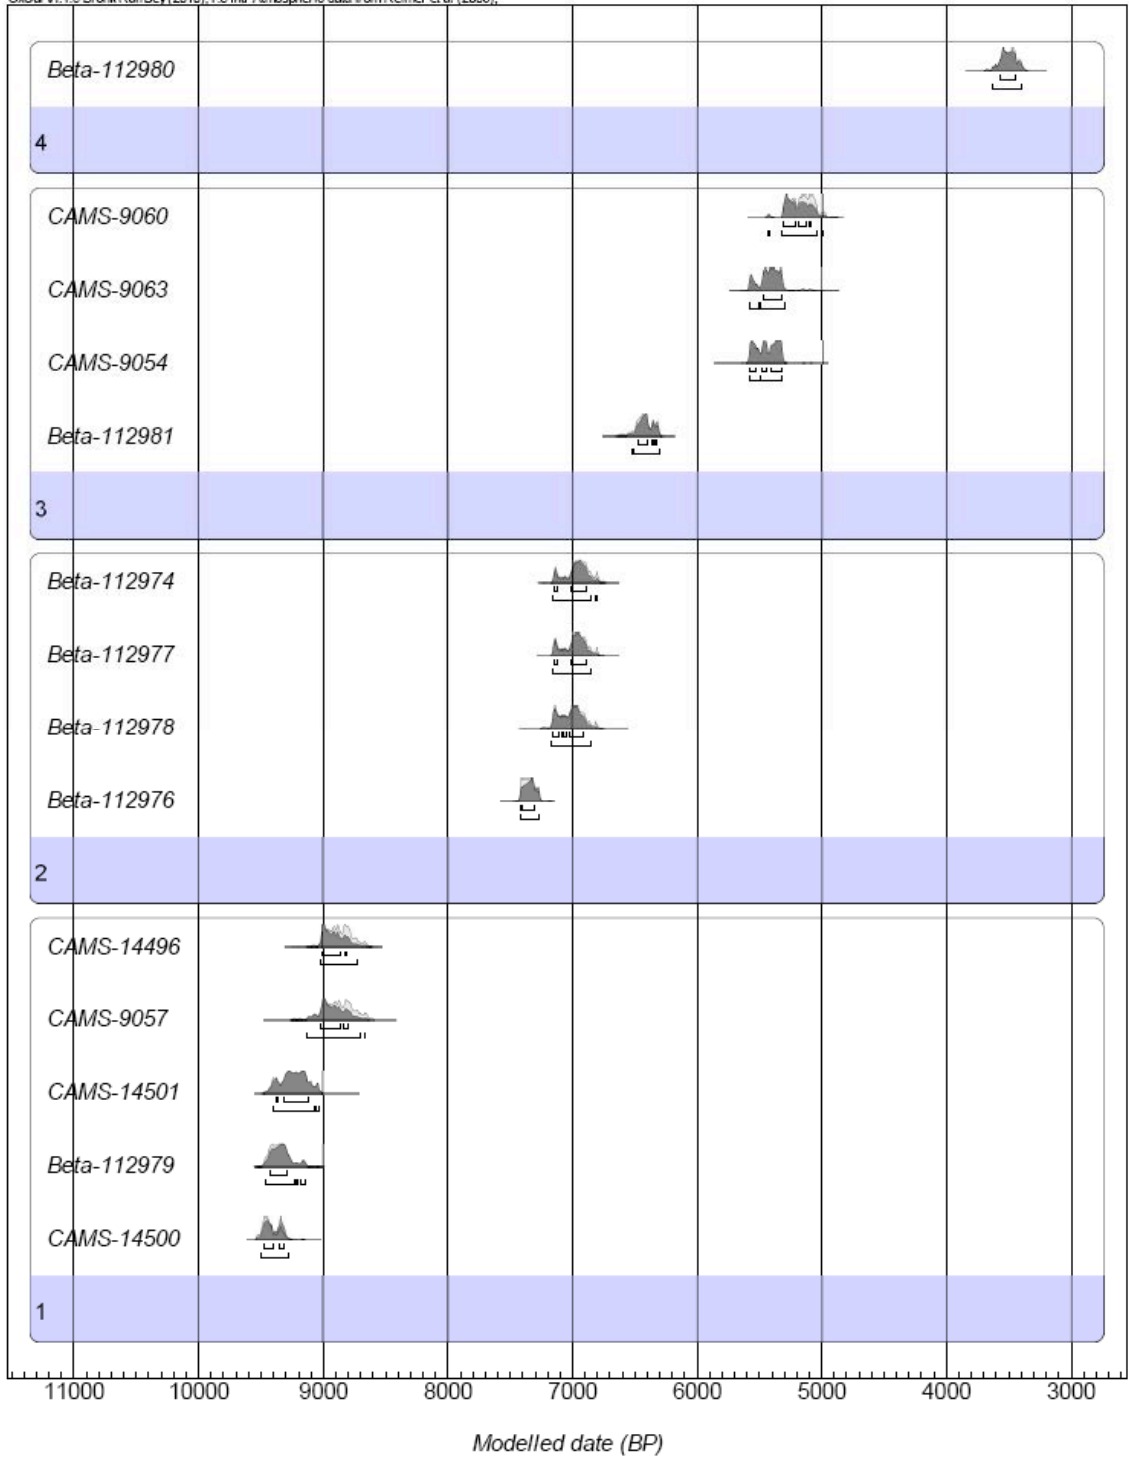 Beta-112980
4
CAMS-9060
CAMS-9063
CAMS-9054
Beta-112981
3
Beta-112974
Beta-112977
Beta-112978
Beta-112976
2
CAMS-14496
CAMS-9057
CAMS-14501
Beta-112979
CAMS-14500
1
11000 10000 9000 8000 7000 6000 5000 4000 3000
Modelled date (BP)